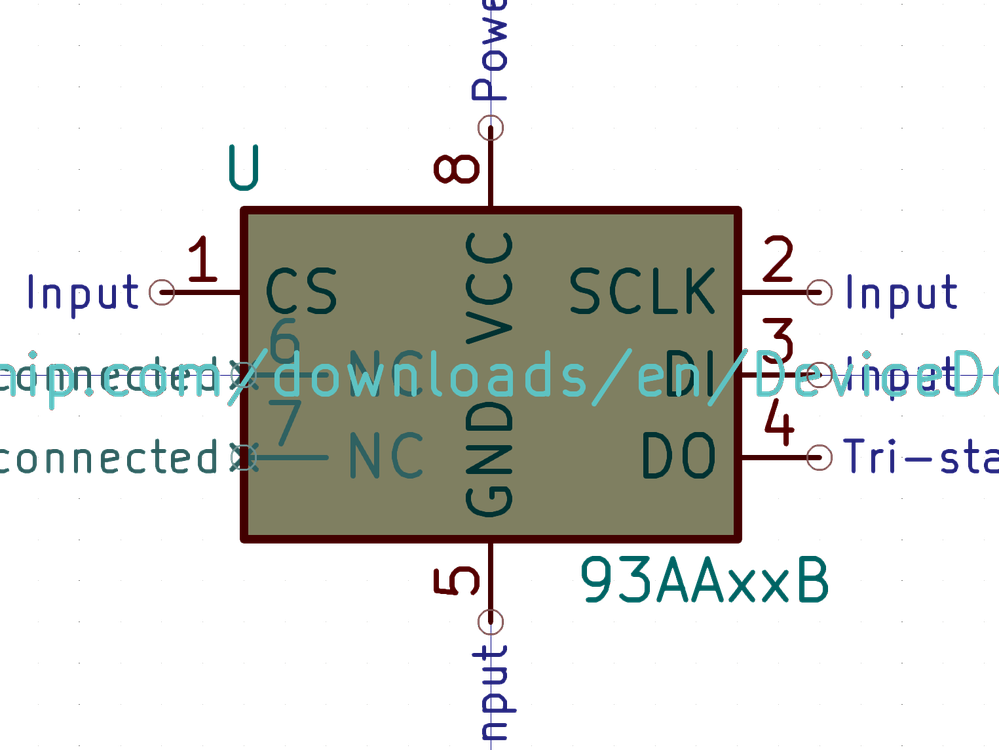 Powe
8
U
VCC
1
Input
CS
SCLK
2
Input
6
3
connected
NC
ip.com/downloads/en/DeviceDo
DI
Input
7
4
connected
NC
GND
DO
Tri-sta
5
93AAxxB
nput